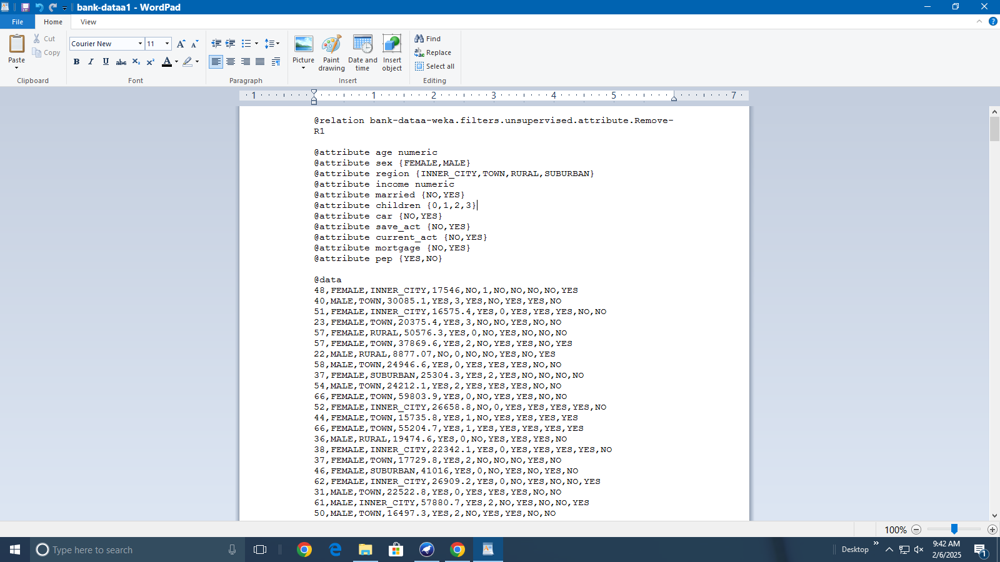 bank-dataa1 - WordPad
File Home View
Paste
Cut
Copy
Clipboard
Courier New 11
Font
Paragraph
Picture
Paint drawing
Date and time
Insert object
Insert
Find
Replace
Select all
Editing
1 1 2 3 4 5 7
@relation bank-dataa-weka.filters.unsupervised.attribute.Remove-
R1
@attribute age numeric
@attribute sex {FEMALE,MALE}
@attribute region {INNER_CITY,TOWN,RURAL,SUBURBAN}
@attribute income numeric
@attribute married {NO,YES}
@attribute children {0,1,2,3}
@attribute car {NO,YES}
@attribute save_act {NO,YES}
@attribute current_act {NO,YES}
@attribute mortgage {NO,YES}
@attribute pep {YES,NO}
@data
48,FEMALE,INNER_CITY,17546,NO,1,NO,NO,NO,NO,YES
40,MALE,TOWN,30085.1,YES,3,YES,NO,YES,YES,NO
51,FEMALE,INNER_CITY,16575.4,YES,0,YES,YES,YES,NO,NO
23,FEMALE,TOWN,20375.4,YES,3,NO,NO,YES,NO,NO
57,FEMALE,RURAL,50576.3,YES,0,NO,YES,NO,NO,NO
57,FEMALE,TOWN,37869.6,YES,2,NO,YES,YES,NO,YES
22,MALE,RURAL,8877.07,NO,0,NO,NO,YES,NO,YES
58,MALE,TOWN,24946.6,YES,0,YES,YES,YES,NO,NO
37,FEMALE,SUBURBAN,25304.3,YES,2,YES,NO,NO,NO,NO
54,MALE,TOWN,24212.1,YES,2,YES,YES,YES,NO,NO
66,FEMALE,TOWN,59803.9,YES,0,NO,YES,YES,NO,NO
52,FEMALE,INNER_CITY,26658.8,NO,0,YES,YES,YES,YES,NO
44,FEMALE,TOWN,15735.8,YES,1,NO,YES,YES,YES,YES
66,FEMALE,TOWN,55204.7,YES,1,YES,YES,YES,YES,YES
36,MALE,RURAL,19474.6,YES,0,NO,YES,YES,YES,NO
38,FEMALE,INNER_CITY,22342.1,YES,0,YES,YES,YES,YES,NO
37,FEMALE,TOWN,17729.8,YES,2,NO,NO,NO,YES,NO
46,FEMALE,SUBURBAN,41016,YES,0,NO,YES,NO,YES,NO
62,FEMALE,INNER_CITY,26909.2,YES,0,NO,YES,NO,NO,YES
31,MALE,TOWN,22522.8,YES,0,YES,YES,YES,NO,NO
61,MALE,INNER_CITY,57880.7,YES,2,NO,YES,NO,NO,YES
50,MALE,TOWN,16497.3,YES,2,NO,YES,YES,NO,NO
100%
Type here to search
Desktop
9:42 AM
2/6/2025
1